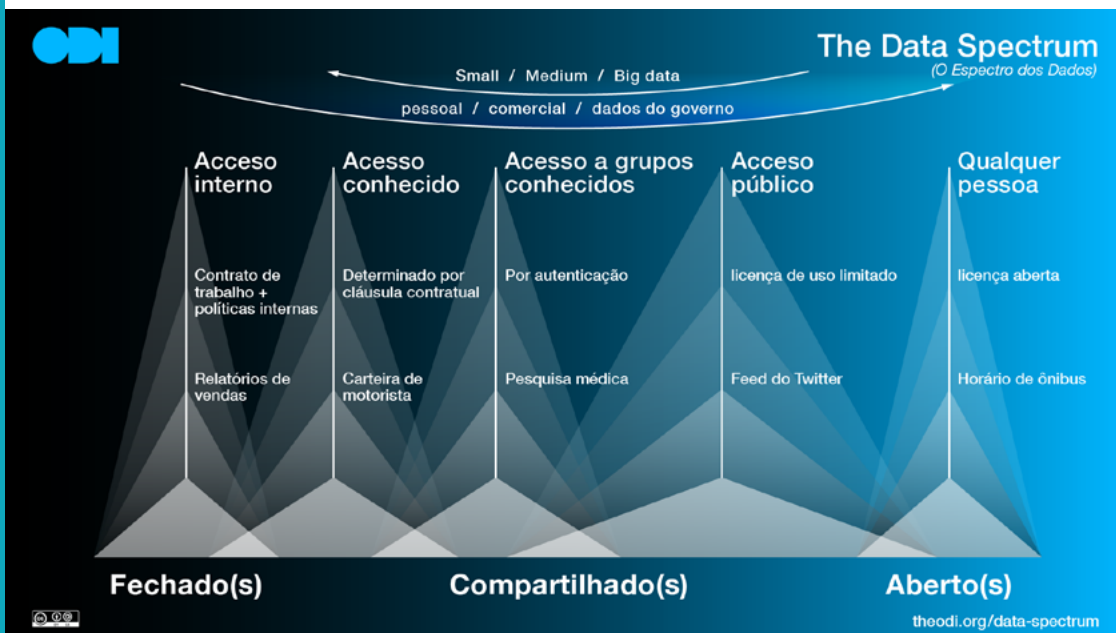 ODI
The Data Spectrum
(O Espectro dos Dados)
Small / Medium / Big data
pessoal / comercial / dados do governo
Acceso
interno
Acesso
conhecido
Acesso a grupos
conhecidos
Acceso
público
Qualquer
pessoa
Contrato de
trabalho +
políticas internas
Determinado por
cláusula contratual
Por autenticação
licença de uso limitado
licença aberta
Relatórios de
vendas
Carteira de
motorista
Pesquisa médica
Feed do Twitter
Horário de ônibus
Fechado(s)
Compartilhado(s)
Aberto(s)
theodi.org/data-spectrum